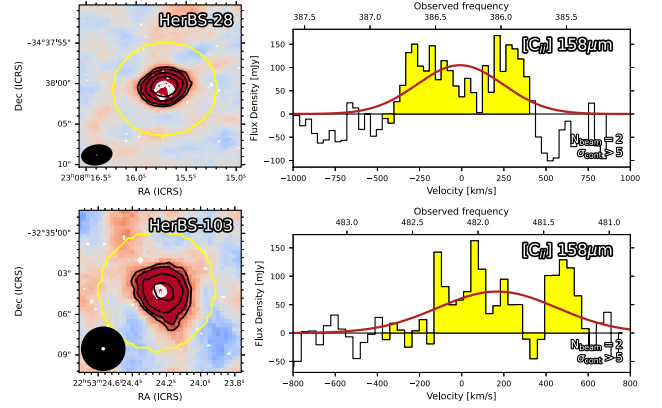 HerBS-28
-34°37'55"
38'00"
05"
10"
Dec (ICRS)
23ʰ08ᵐ16.5ˢ 16.0ˢ 15.5ˢ 15.0ˢ
RA (ICRS)
Observed frequency
387.5 387.0 386.5 386.0 385.5
[CII] 158μm
Flux Density [mJy]
150
100
50
0
−50
−100
N_beam = 2
σ_cont > 5
−1000 −750 −500 −250 0 250 500 750 1000
Velocity [km/s]
HerBS-103
-32°35'00"
03"
06"
09"
Dec (ICRS)
22ʰ53ᵐ24.6ˢ 24.4ˢ 24.2ˢ 24.0ˢ 23.8ˢ
RA (ICRS)
Observed frequency
483.0 482.5 482.0 481.5 481.0
[CII] 158μm
Flux Density [mJy]
150
100
50
0
−50
N_beam = 2
σ_cont > 5
−800 −600 −400 −200 0 200 400 600 800
Velocity [km/s]